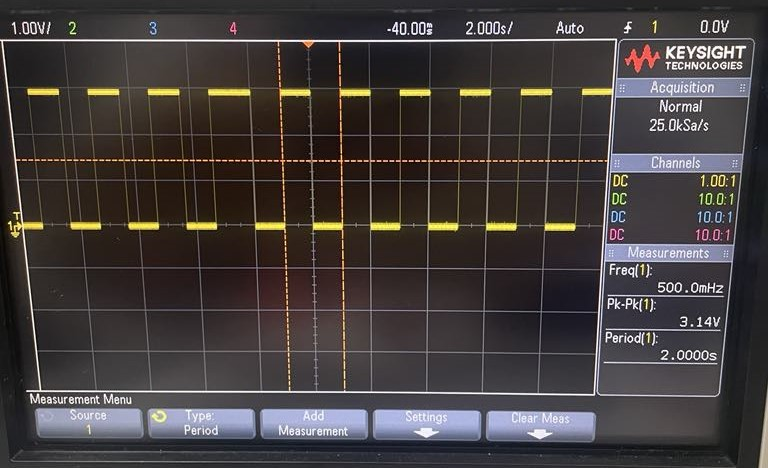 1.00V/ 2 3 4 -40.00ms 2.000s/ Auto 1 0.0V
KEYSIGHT
TECHNOLOGIES
Acquisition
Normal
25.0kSa/s
Channels
DC 1.00:1
DC 10.0:1
DC 10.0:1
DC 10.0:1
Measurements
Freq(1):
500.0mHz
Pk-Pk(1):
3.14V
Period(1):
2.0000s
T
1
Measurement Menu
Source
1
Type:
Period
Add
Measurement
Settings
Clear Meas